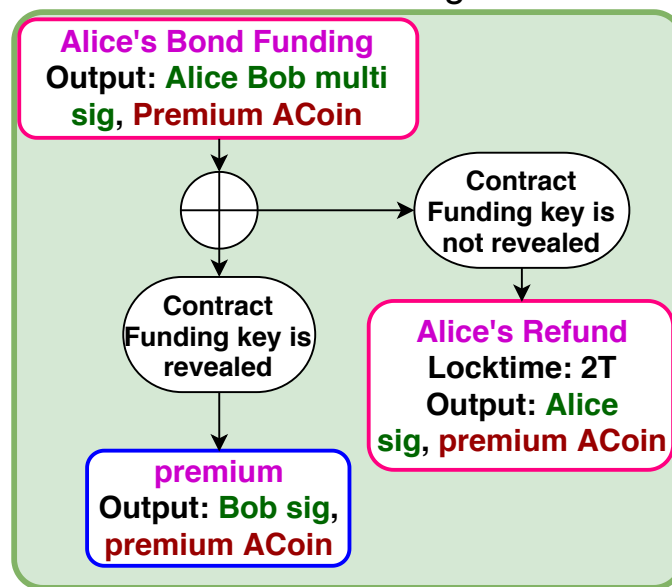 Alice's Bond Funding
Output: Alice Bob multi
sig, Premium ACoin
Contract
Funding key is
not revealed
Contract
Funding key is
revealed
Alice's Refund
Locktime: 2T
Output: Alice
sig, premium ACoin
premium
Output: Bob sig,
premium ACoin